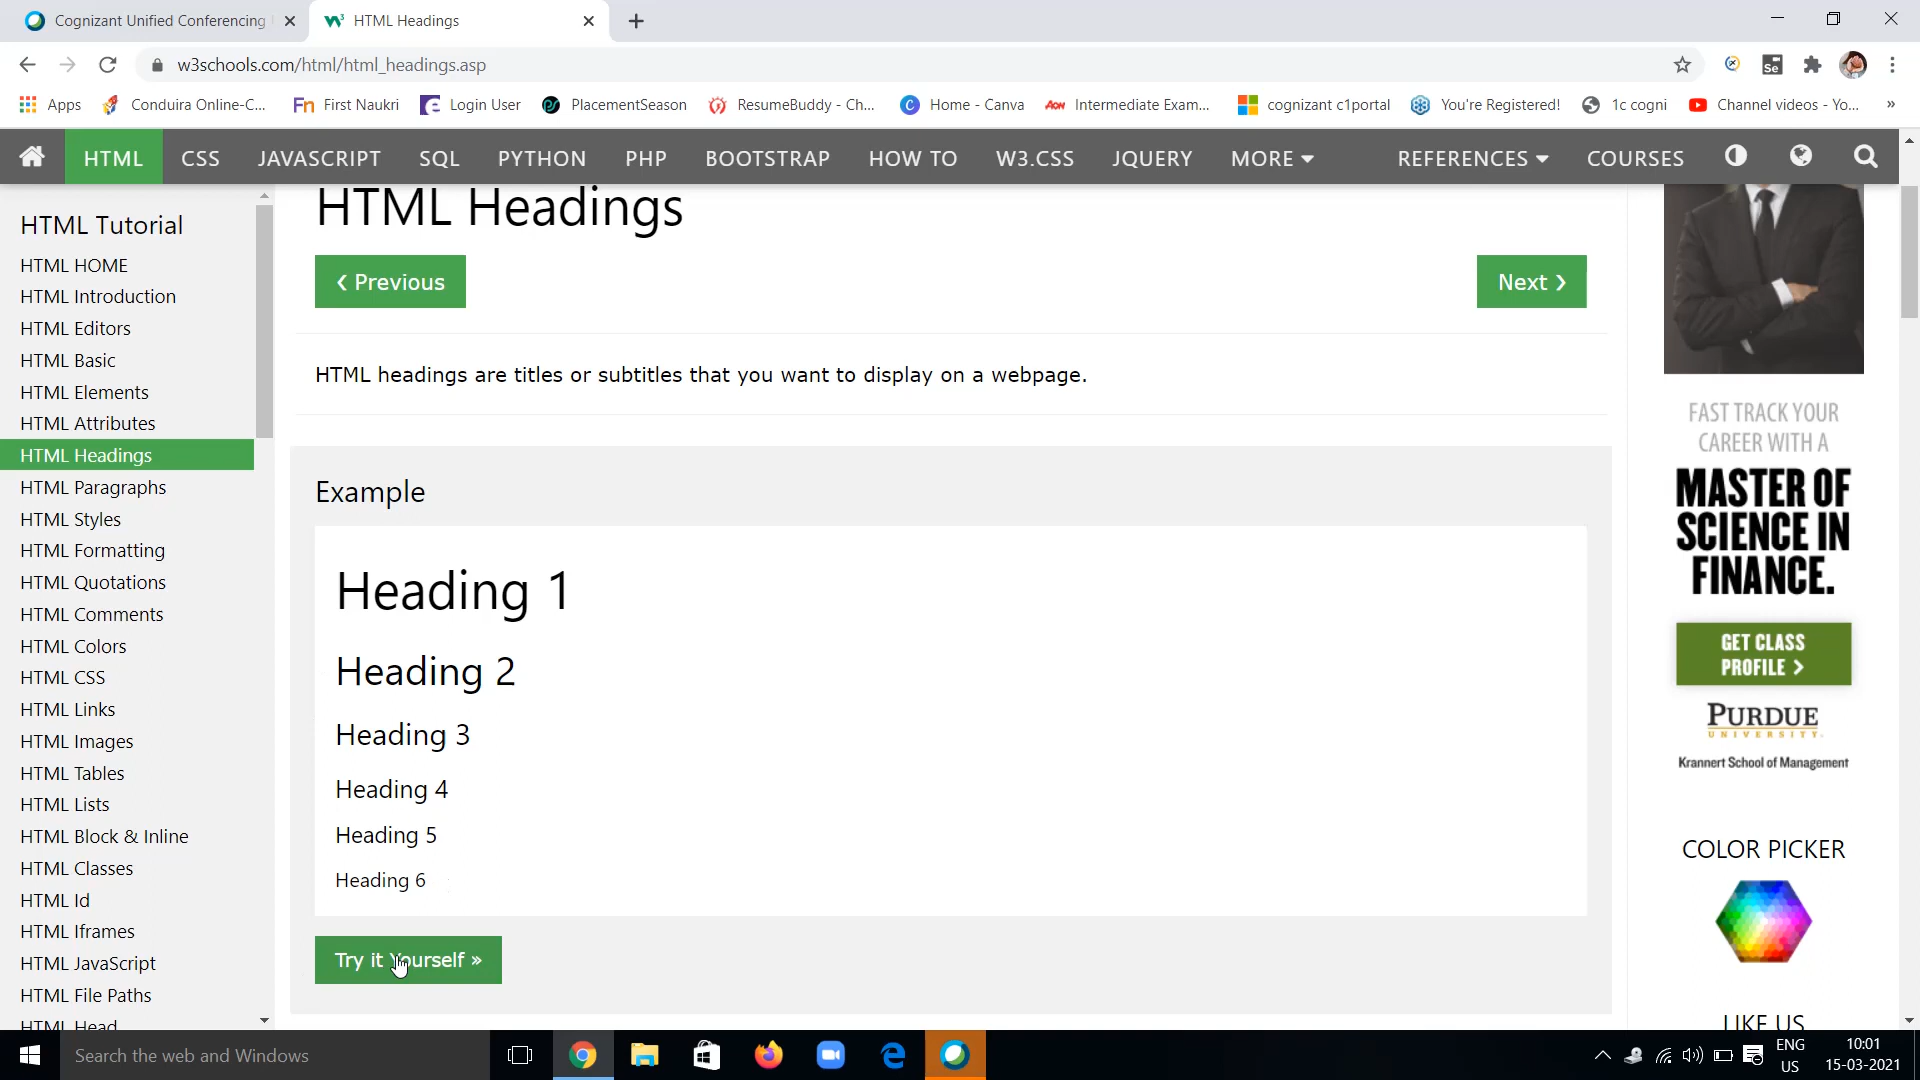 Cognizant Unified Conferencing
HTML Headings
w3schools.com/html/html_headings.asp
Apps
Conduira Online-C...
First Naukri
Login User
PlacementSeason
ResumeBuddy - Ch...
Home - Canva
Intermediate Exam...
cognizant c1portal
You're Registered!
1c cogni
Channel videos - Yo...
»
HTML
CSS
JAVASCRIPT
SQL
PYTHON
PHP
BOOTSTRAP
HOW TO
W3.CSS
JQUERY
MORE
REFERENCES
COURSES
HTML Tutorial
HTML HOME
HTML Introduction
HTML Editors
HTML Basic
HTML Elements
HTML Attributes
HTML Headings
HTML Paragraphs
HTML Styles
HTML Formatting
HTML Quotations
HTML Comments
HTML Colors
HTML CSS
HTML Links
HTML Images
HTML Tables
HTML Lists
HTML Block & Inline
HTML Classes
HTML Id
HTML Iframes
HTML JavaScript
HTML File Paths
HTML Head
HTML Headings
❮ Previous
Next ❯
HTML headings are titles or subtitles that you want to display on a webpage.
Example
Heading 1
Heading 2
Heading 3
Heading 4
Heading 5
Heading 6
Try it Yourself »
FAST TRACK YOUR
CAREER WITH A
MASTER OF
SCIENCE IN
FINANCE.
GET CLASS
PROFILE >
PURDUE
UNIVERSITY.
Krannert School of Management
COLOR PICKER
LIKE US
Search the web and Windows
ENG
US
10:01
15-03-2021